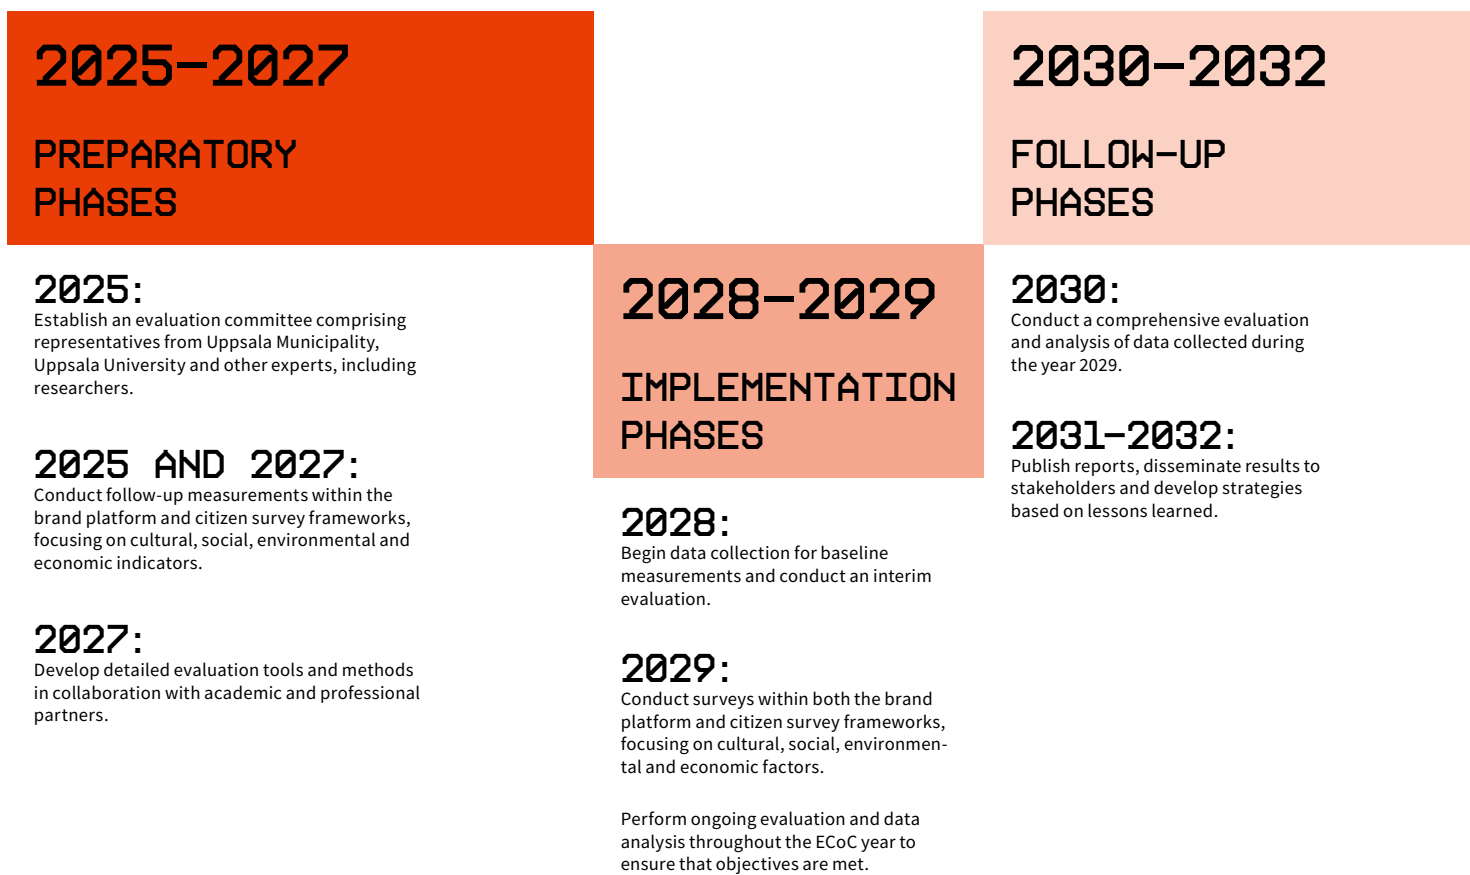 2025–2027
PREPARATORY
PHASES
2025:
Establish an evaluation committee comprising
representatives from Uppsala Municipality,
Uppsala University and other experts, including
researchers.
2025 AND 2027:
Conduct follow-up measurements within the
brand platform and citizen survey frameworks,
focusing on cultural, social, environmental and
economic indicators.
2027:
Develop detailed evaluation tools and methods
in collaboration with academic and professional
partners.
2028–2029
IMPLEMENTATION
PHASES
2028:
Begin data collection for baseline
measurements and conduct an interim
evaluation.
2029:
Conduct surveys within both the brand
platform and citizen survey frameworks,
focusing on cultural, social, environmen-
tal and economic factors.
Perform ongoing evaluation and data
analysis throughout the ECoC year to
ensure that objectives are met.
2030–2032
FOLLOW–UP
PHASES
2030:
Conduct a comprehensive evaluation
and analysis of data collected during
the year 2029.
2031–2032:
Publish reports, disseminate results to
stakeholders and develop strategies
based on lessons learned.